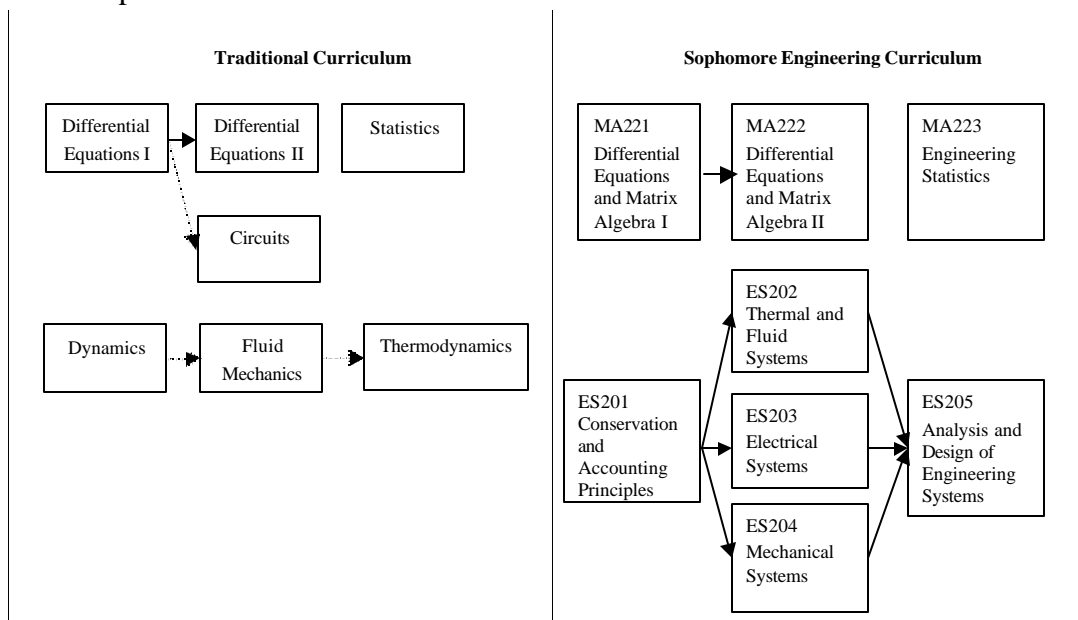 Traditional Curriculum
Differential
Equations I
Differential
Equations II
Statistics
Circuits
Dynamics
Fluid
Mechanics
Thermodynamics
Sophomore Engineering Curriculum
MA221
Differential
Equations
and Matrix
Algebra I
MA222
Differential
Equations
and Matrix
Algebra II
MA223
Engineering
Statistics
ES201
Conservation
and
Accounting
Principles
ES202
Thermal and
Fluid
Systems
ES203
Electrical
Systems
ES204
Mechanical
Systems
ES205
Analysis and
Design of
Engineering
Systems